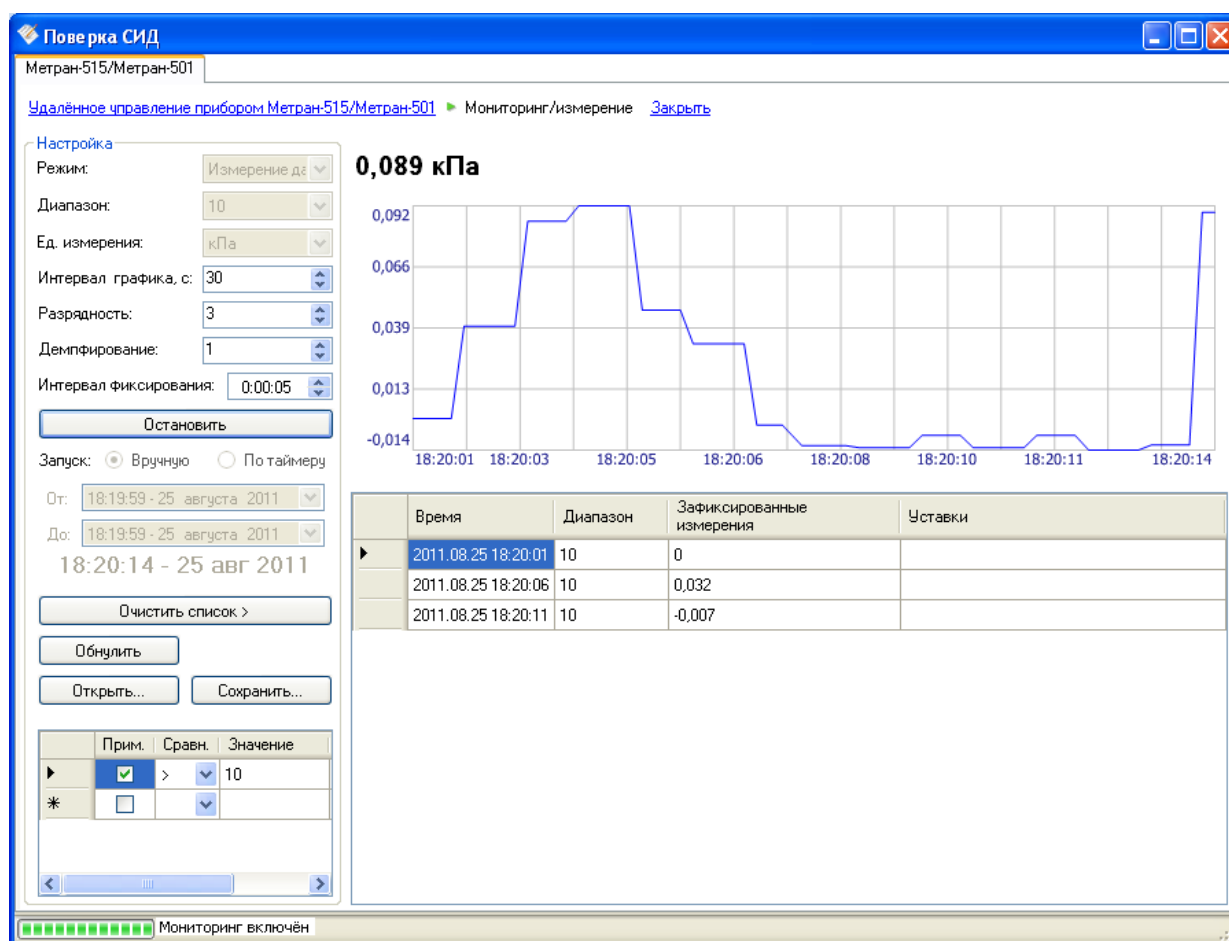 Поверка СИД
Метран-515/Метран-501
Удалённое управление прибором Метран-515/Метран-501 Мониторинг/измерение Закрыть
Настройка
Режим: Измерение да
Диапазон: 10
Ед. измерения: кПа
Интервал графика, с: 30
Разрядность: 3
Демпфирование: 1
Интервал фиксирования: 0:00:05
Остановить
Запуск: Вручную По таймеру
От: 18:19:59 - 25 августа 2011
До: 18:19:59 - 25 августа 2011
18:20:14 - 25 авг 2011
Очистить список >
Обнулить
Открыть... Сохранить...
Прим. Сравн. Значение
> 10
0,089 кПа
0,092
0,066
0,039
0,013
-0,014
18:20:01 18:20:03 18:20:05 18:20:06 18:20:08 18:20:10 18:20:11 18:20:14
Время Диапазон Зафиксированные измерения Уставки
2011.08.25 18:20:01 10 0
2011.08.25 18:20:06 10 0,032
2011.08.25 18:20:11 10 -0,007
Мониторинг включён